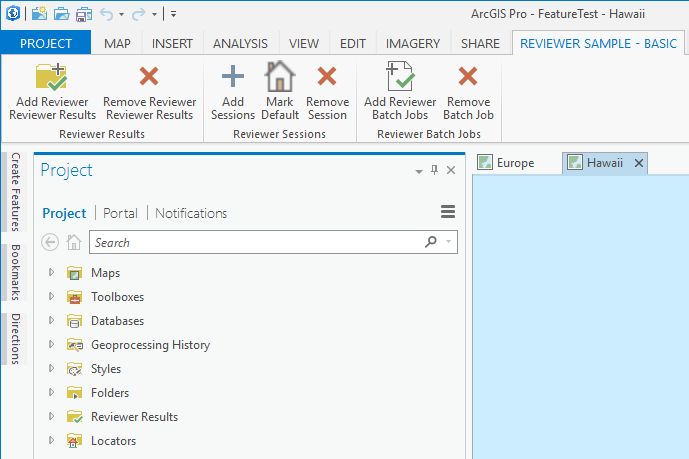 ArcGIS Pro - FeatureTest - Hawaii
PROJECT MAP INSERT ANALYSIS VIEW EDIT IMAGERY SHARE REVIEWER SAMPLE - BASIC
Add Reviewer Remove Reviewer Add Mark Remove Add Reviewer Remove
Reviewer Results Reviewer Results Sessions Default Session Batch Jobs Batch Job
Reviewer Results Reviewer Sessions Reviewer Batch Jobs
Create Features
Bookmarks
Directions
Project
Project Portal Notifications
Search
Maps
Toolboxes
Databases
Geoprocessing History
Styles
Folders
Reviewer Results
Locators
Europe Hawaii